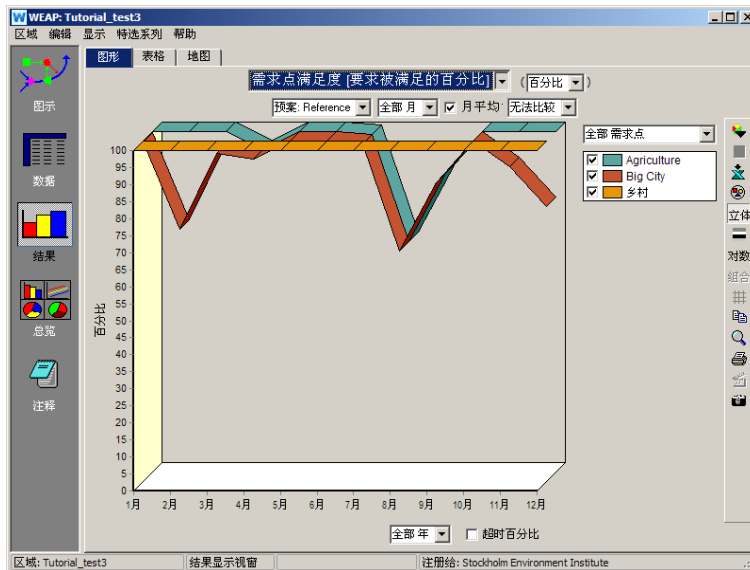 WEAP: Tutorial_test3
区域 编辑 显示 特选系列 帮助
图形 表格 地图
需求点满足度 [要求被满足的百分比] (百分比)
预案: Reference 全部 月 月平均: 无法比较
全部 需求点
Agriculture
Big City
乡村
图示
数据
结果
总览
注释
立体
对数
组合
百分比
100
95
90
85
80
75
70
65
60
55
50
45
40
35
30
25
20
15
10
5
0
1月 2月 3月 4月 5月 6月 7月 8月 9月 10月 11月 12月
全部 年 超时百分比
区域: Tutorial_test3 结果显示视窗 注册给: Stockholm Environment Institute